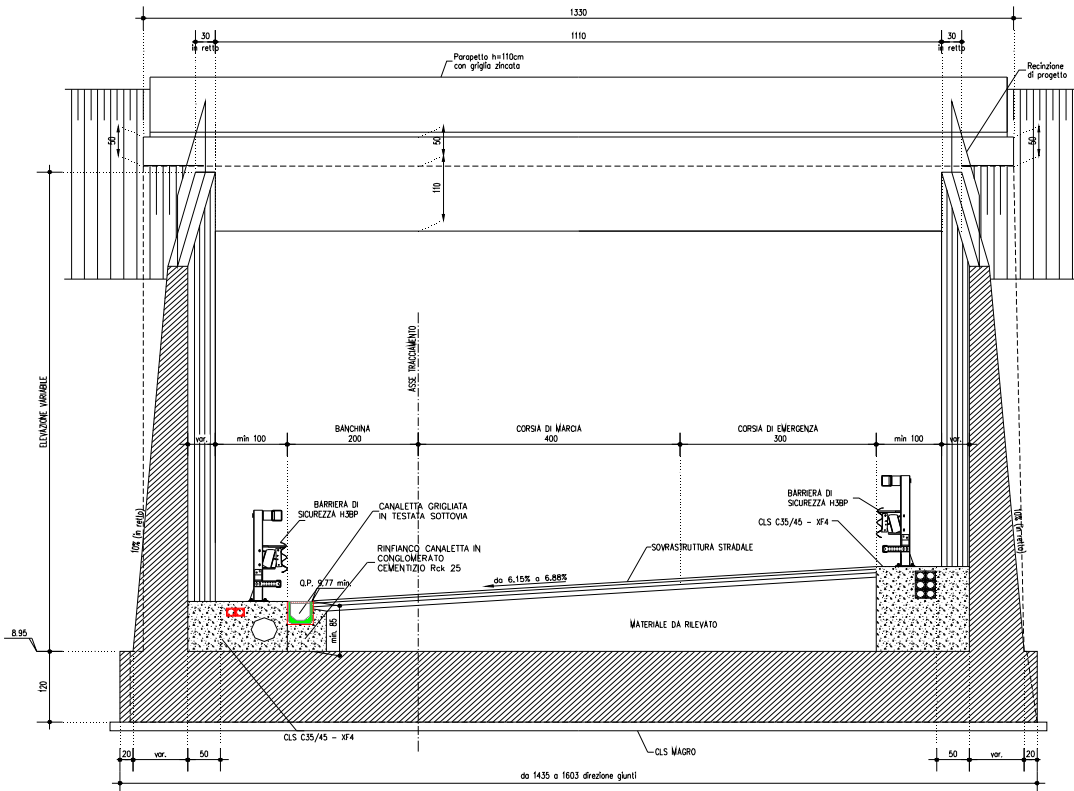 1330
30
in retto
1110
30
in retto
Parapetto h=110cm
con griglia zincata
Recinzione
di progetto
50
50
50
110
ELEVAZIONE VARIABILE
ASSE TRACCIAMENTO
BANCHINA
CORSIA DI MARCIA
CORSIA DI EMERGENZA
var.
min 100
200
400
300
min 100
var.
BARRIERA DI
SICUREZZA H3BP
CANALETTA GRIGLIATA
IN TESTATA SOTTOVIA
BARRIERA DI
SICUREZZA H3BP
CLS C35/45 - XF4
10% (in retto)
10% (in retto)
RINFIANCO CANALETTA IN
CONGLOMERATO
CEMENTIZIO Rck 25
SOVRASTRUTTURA STRADALE
Q.P. 9.77 min.
da 6.15% a 6.88%
min. 85
MATERIALE DA RILEVATO
8.95
120
CLS C35/45 - XF4
CLS MAGRO
20
var.
50
50
var.
20
da 1435 a 1603 direzione giunti